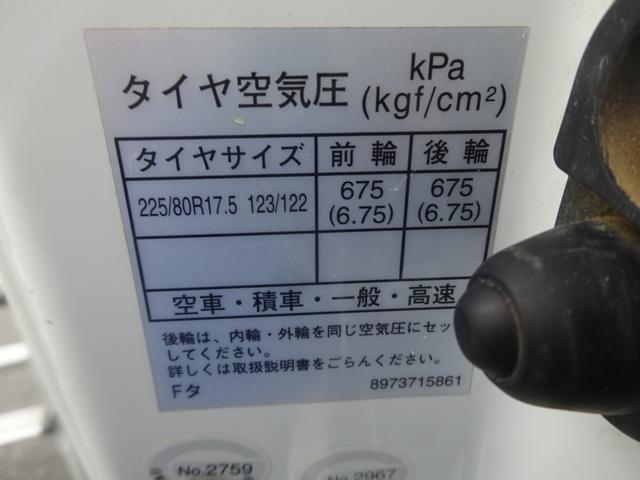 タイヤ空気圧 kPa (kgf/cm²)
タイヤサイズ 前輪 後輪
225/80R17.5 123/122 675 (6.75) 675 (6.75)
空車・積車・一般・高速
後輪は、内輪・外輪を同じ空気圧にセッ
してください。
詳しくは取扱説明書をごらんください。
Fタ 8973715861
No.2759 No.2967